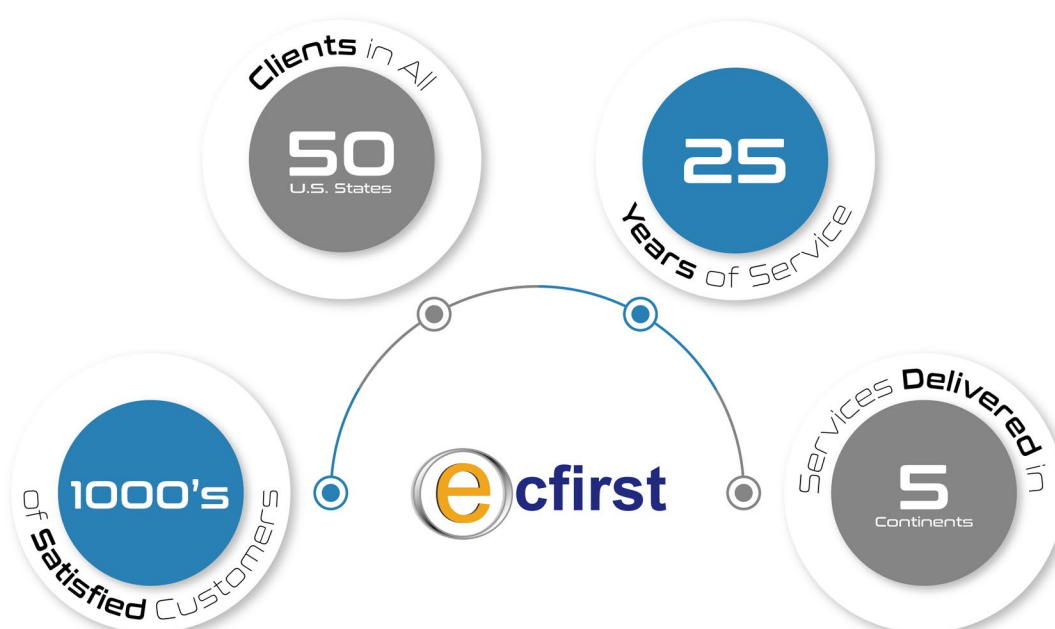 Clients in All
50
U.S. States
25
Years of Service
1000's
of Satisfied Customers
ecfirst
Services Delivered in
5
Continents